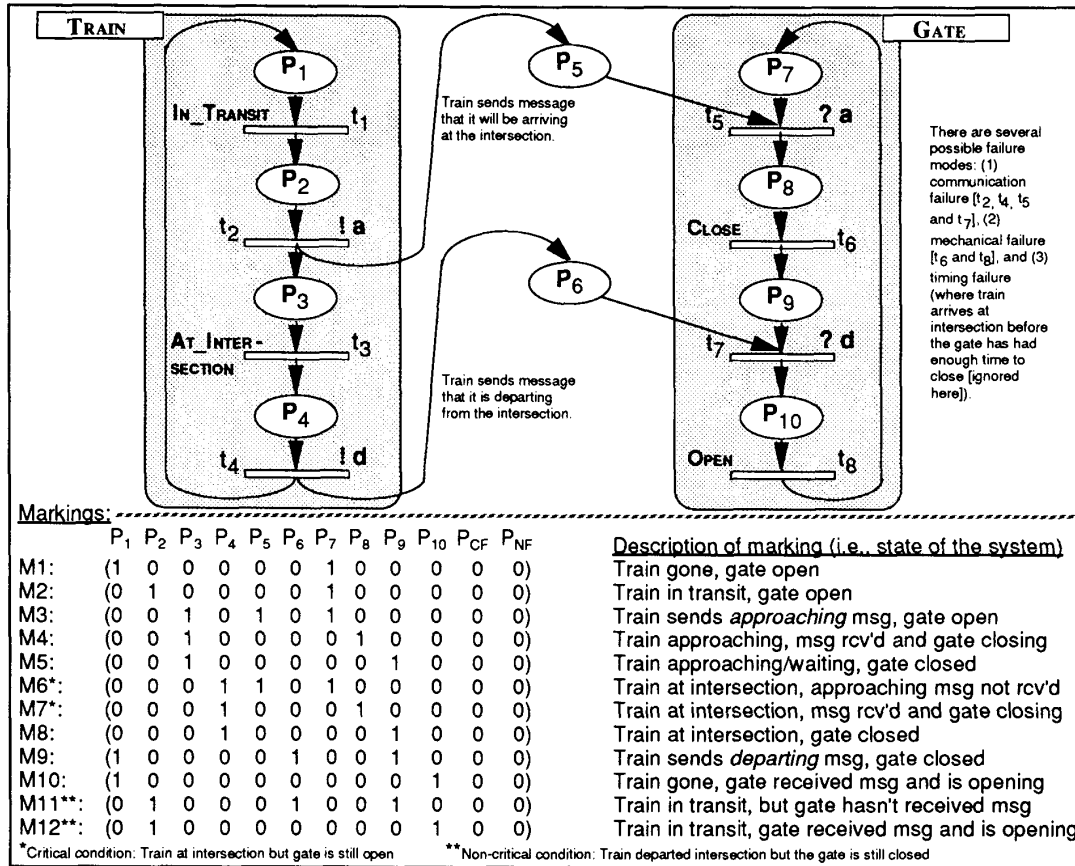 TRAIN
GATE
P1
P5
P7
IN_TRANSIT
t1
Train sends message
that it will be arriving
at the intersection.
t5
? a
P2
P8
t2
! a
CLOSE
t6
P3
P6
P9
AT_INTER-
SECTION
t3
t7
? d
Train sends message
that it is departing
from the intersection.
P4
P10
t4
! d
OPEN
t8
There are several
possible failure
modes: (1)
communication
failure [t2, t4, t5
and t7], (2)
mechanical failure
[t6 and t8], and (3)
timing failure
(where train
arrives at
intersection before
the gate has had
enough time to
close [ignored
here]).
Markings:
P1 P2 P3 P4 P5 P6 P7 P8 P9 P10 PCF PNF Description of marking (i.e., state of the system)
M1: (1 0 0 0 0 0 1 0 0 0 0 0) Train gone, gate open
M2: (0 1 0 0 0 0 1 0 0 0 0 0) Train in transit, gate open
M3: (0 0 1 0 1 0 1 0 0 0 0 0) Train sends approaching msg, gate open
M4: (0 0 1 0 0 0 0 1 0 0 0 0) Train approaching, msg rcv'd and gate closing
M5: (0 0 1 0 0 0 0 0 1 0 0 0) Train approaching/waiting, gate closed
M6*: (0 0 0 1 1 0 1 0 0 0 0 0) Train at intersection, approaching msg not rcv'd
M7*: (0 0 0 1 0 0 0 1 0 0 0 0) Train at intersection, msg rcv'd and gate closing
M8: (0 0 0 1 0 0 0 0 1 0 0 0) Train at intersection, gate closed
M9: (1 0 0 0 0 1 0 0 1 0 0 0) Train sends departing msg, gate closed
M10: (1 0 0 0 0 0 0 0 0 1 0 0) Train gone, gate received msg and is opening
M11**: (0 1 0 0 0 1 0 0 1 0 0 0) Train in transit, but gate hasn't received msg
M12**: (0 1 0 0 0 0 0 0 0 1 0 0) Train in transit, gate received msg and is opening
*Critical condition: Train at intersection but gate is still open **Non-critical condition: Train departed intersection but the gate is still closed